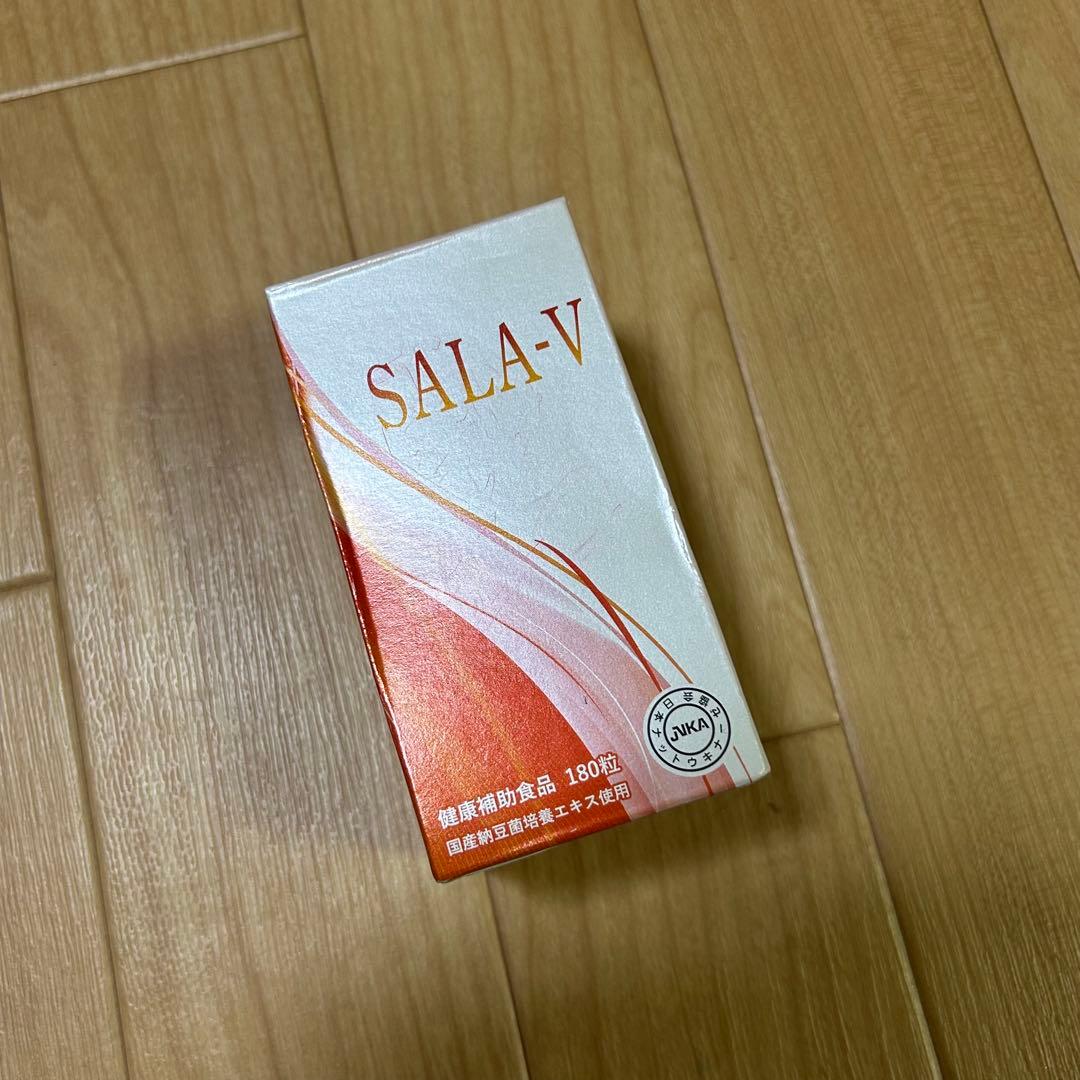 SALA-V
日本ナットウキナーゼ協会
JNKA
健康補助食品 180粒
国産納豆菌培養エキス使用